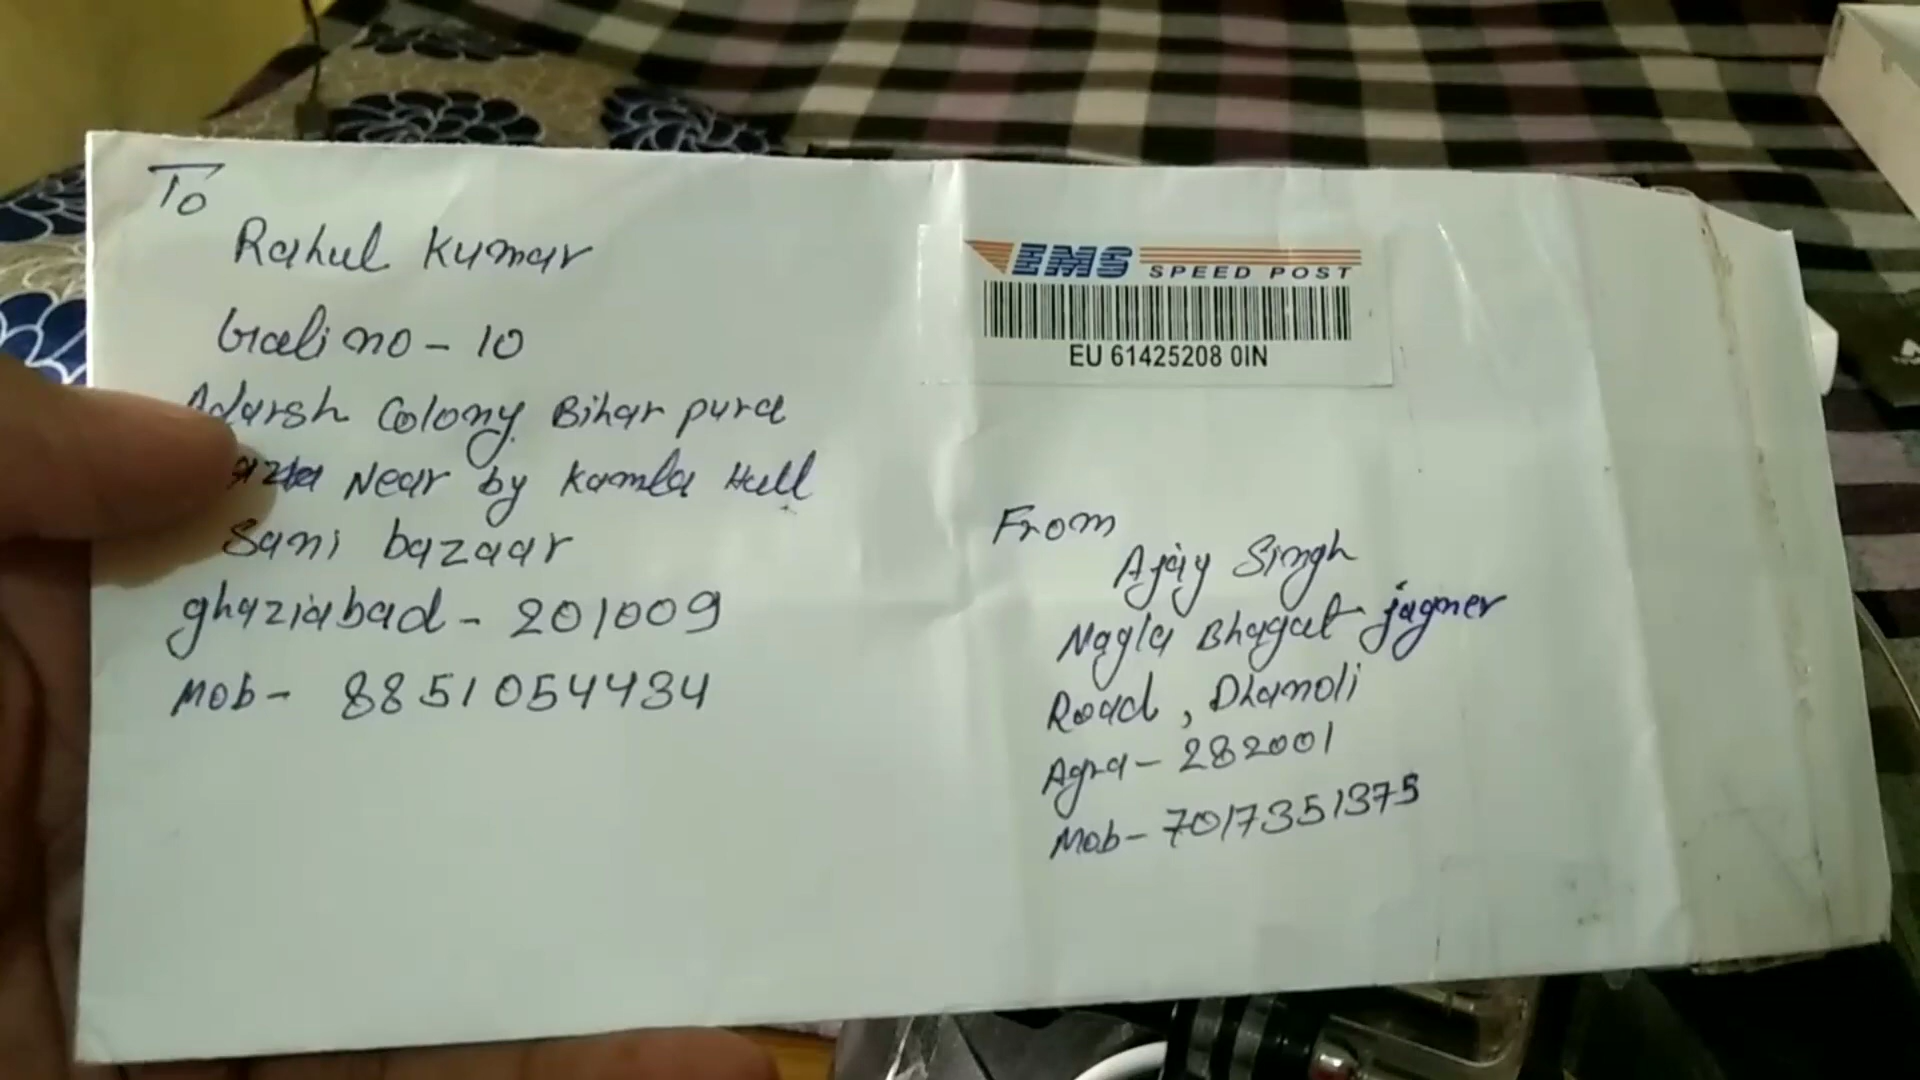 To
Rahul Kumar
Gali no - 10
Adarsh Colony Bihar pura
Near by Kamla Hall
Sani bazaar
ghaziabad - 201009
Mob - 8851054434
EMS SPEED POST
EU 61425208 0IN
From
Ajay Singh
Nagla Bhagat jagner
Road, Dhanoli
Agra - 282001
Mob - 7017351375